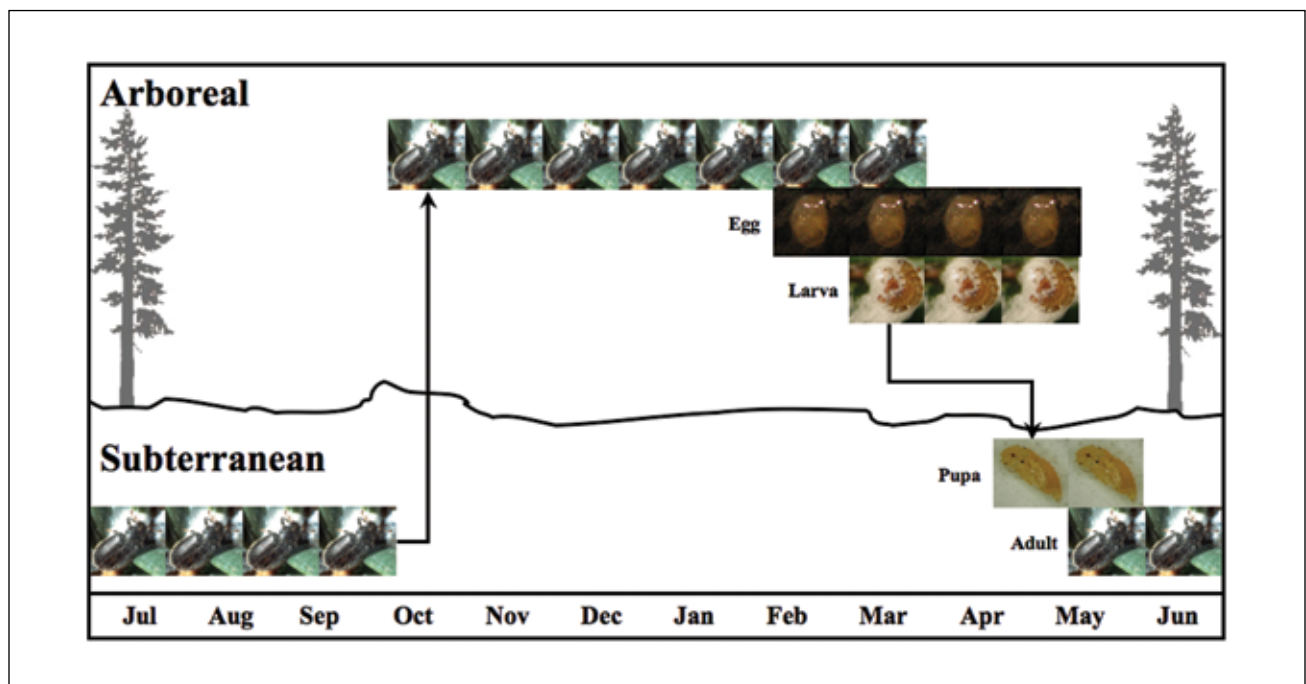 Arboreal
Egg
Larva
Subterranean
Pupa
Adult
Jul Aug Sep Oct Nov Dec Jan Feb Mar Apr May Jun